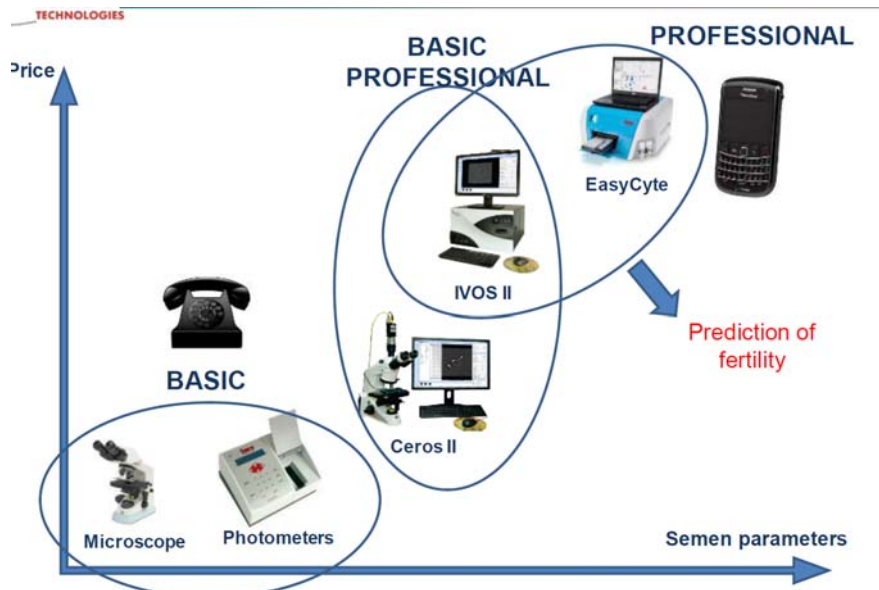 TECHNOLOGIES
BASIC
PROFESSIONAL
PROFESSIONAL
Price
EasyCyte
IVOS II
Prediction of
fertility
BASIC
Ceros II
Microscope
Photometers
Semen parameters